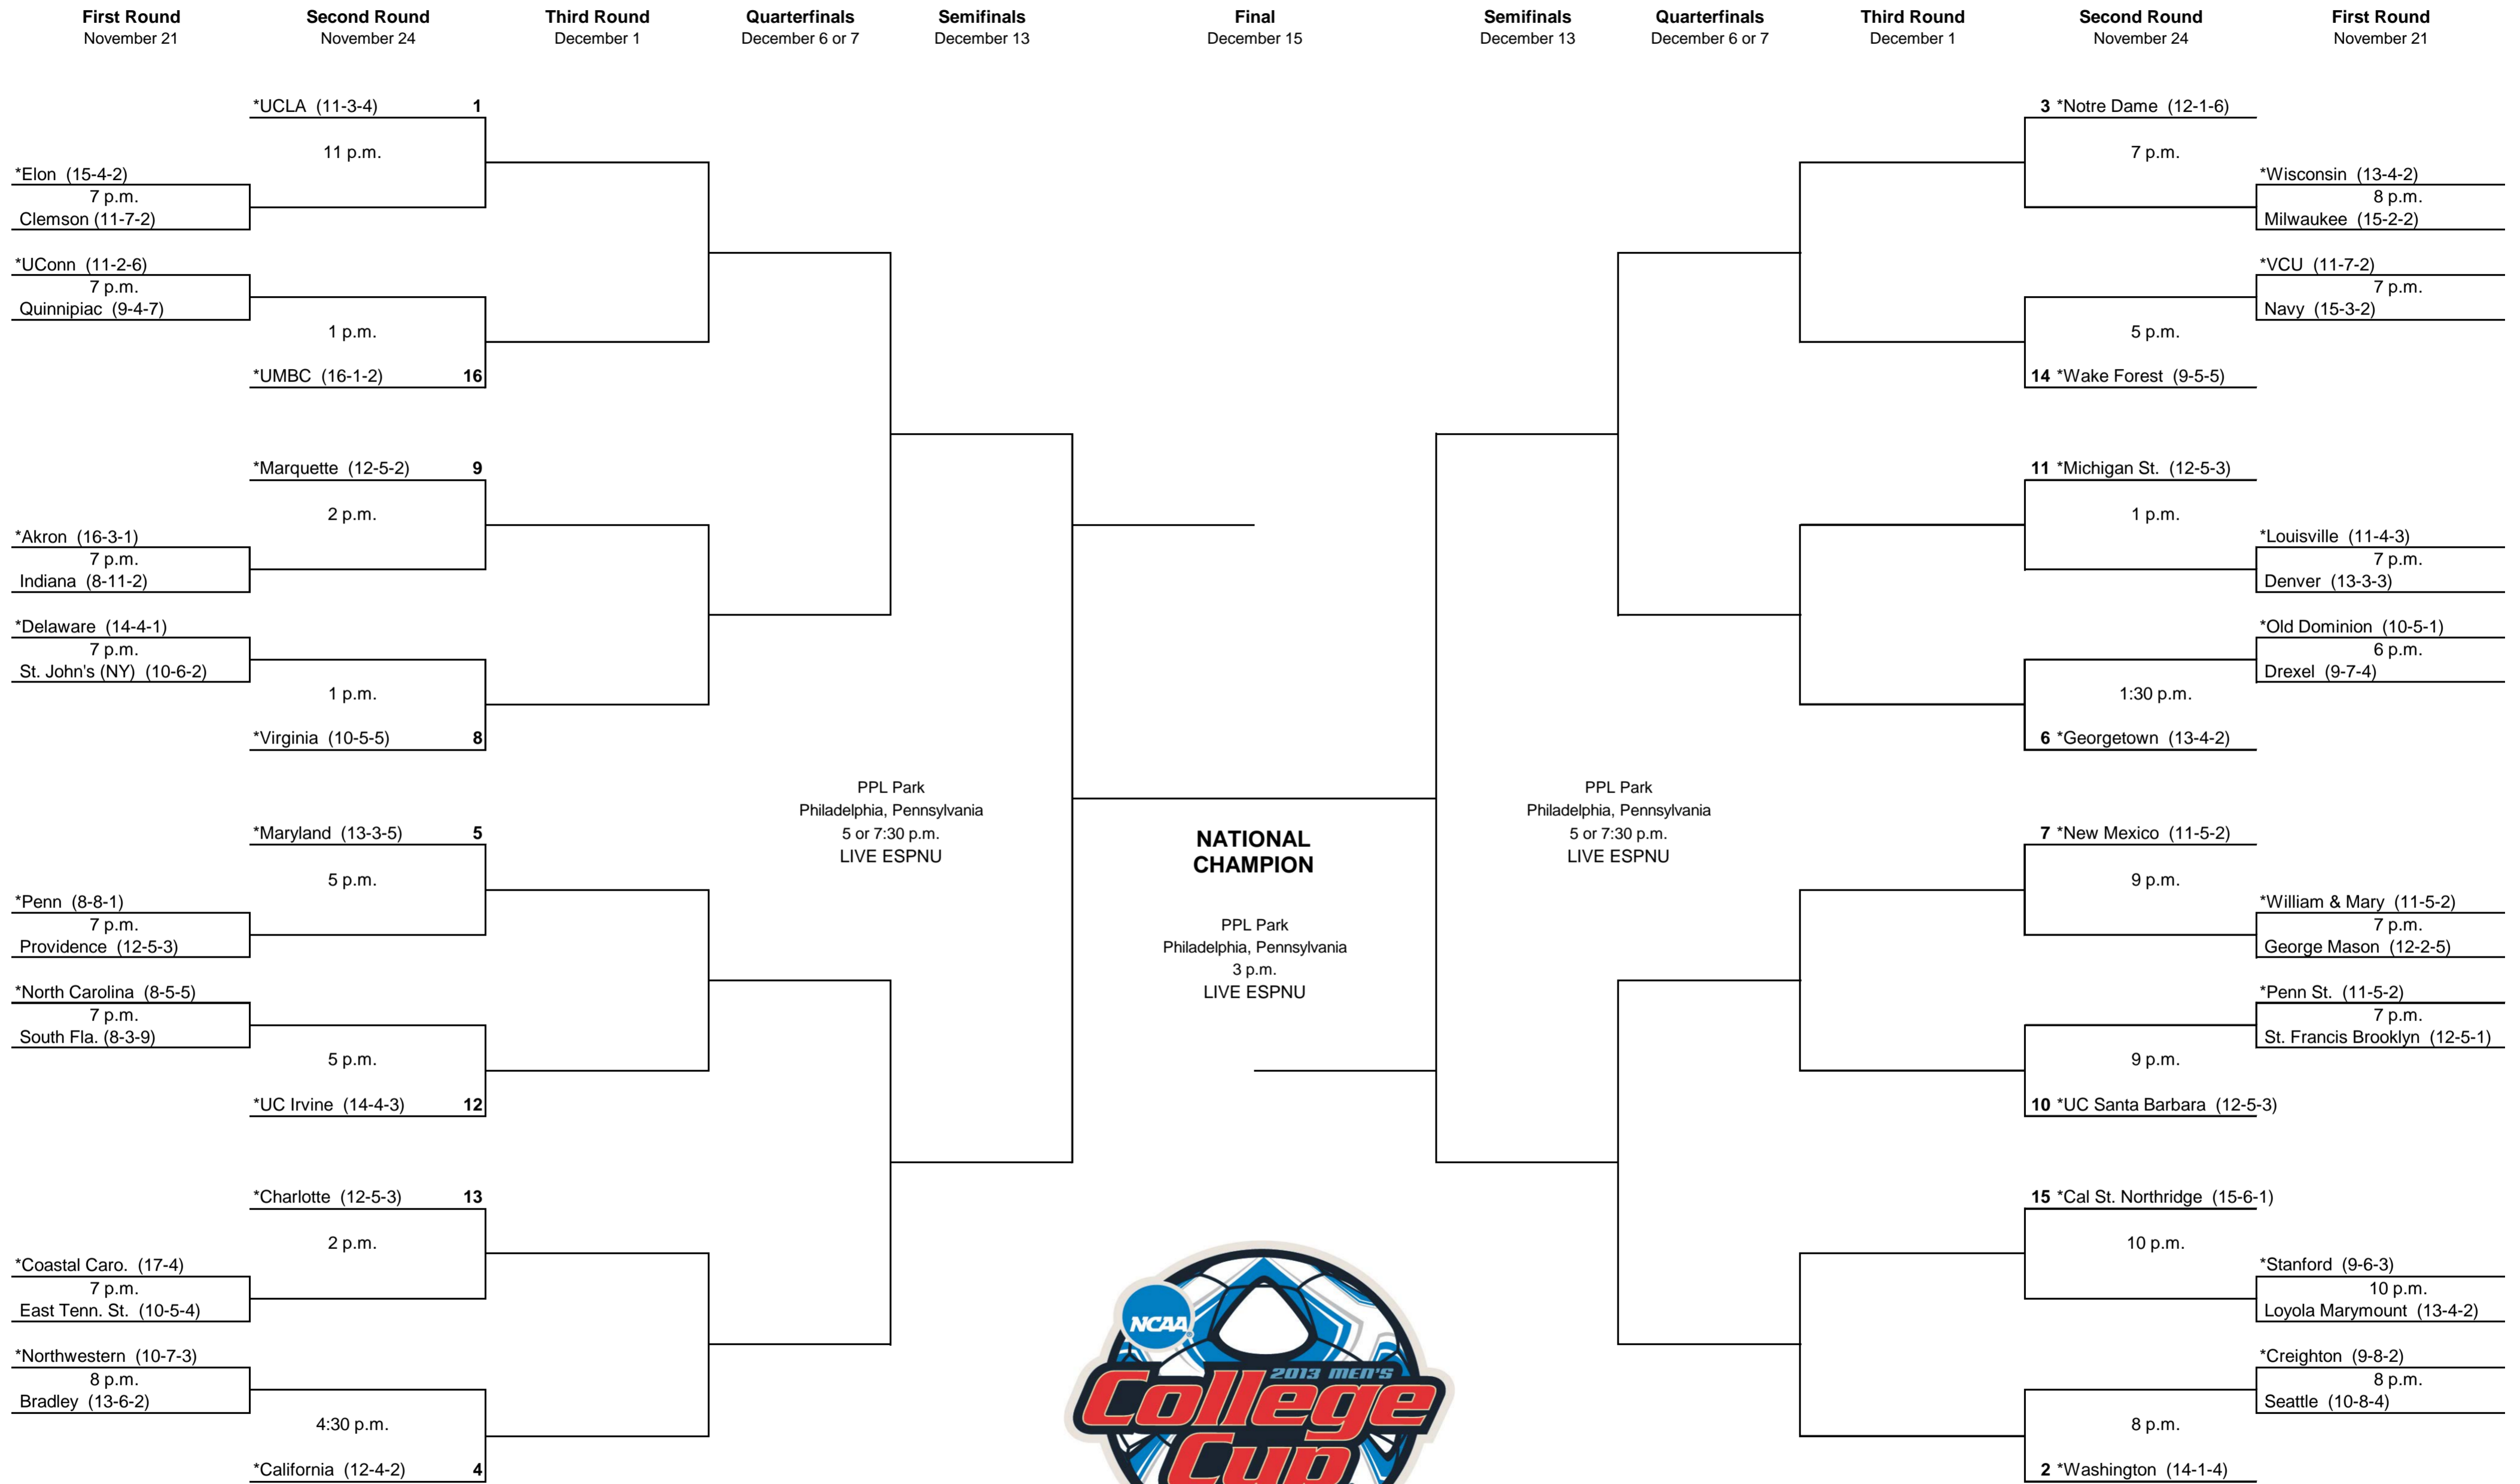 First Round Second Round Third Round Quarterfinals Semifinals Final Semifinals Quarterfinals Third Round Second Round First Round
November 21 November 24 December 1 December 6 or 7 December 13 December 15 December 13 December 6 or 7 December 1 November 24 November 21
*UCLA (11-3-4) 1
11 p.m.
*Elon (15-4-2)
7 p.m.
Clemson (11-7-2)
*UConn (11-2-6)
7 p.m.
Quinnipiac (9-4-7)
1 p.m.
*UMBC (16-1-2) 16
*Marquette (12-5-2) 9
2 p.m.
*Akron (16-3-1)
7 p.m.
Indiana (8-11-2)
*Delaware (14-4-1)
7 p.m.
St. John's (NY) (10-6-2)
1 p.m.
*Virginia (10-5-5) 8
*Maryland (13-3-5) 5
5 p.m.
*Penn (8-8-1)
7 p.m.
Providence (12-5-3)
*North Carolina (8-5-5)
7 p.m.
South Fla. (8-3-9)
5 p.m.
*UC Irvine (14-4-3) 12
*Charlotte (12-5-3) 13
2 p.m.
*Coastal Caro. (17-4)
7 p.m.
East Tenn. St. (10-5-4)
*Northwestern (10-7-3)
8 p.m.
Bradley (13-6-2)
4:30 p.m.
*California (12-4-2) 4
PPL Park
Philadelphia, Pennsylvania
5 or 7:30 p.m.
LIVE ESPNU
NATIONAL
CHAMPION
PPL Park
Philadelphia, Pennsylvania
3 p.m.
LIVE ESPNU
NCAA
2013 MEN'S
College
Cup
PPL Park
Philadelphia, Pennsylvania
5 or 7:30 p.m.
LIVE ESPNU
3 *Notre Dame (12-1-6)
7 p.m.
*Wisconsin (13-4-2)
8 p.m.
Milwaukee (15-2-2)
*VCU (11-7-2)
7 p.m.
Navy (15-3-2)
5 p.m.
14 *Wake Forest (9-5-5)
11 *Michigan St. (12-5-3)
1 p.m.
*Louisville (11-4-3)
7 p.m.
Denver (13-3-3)
*Old Dominion (10-5-1)
6 p.m.
Drexel (9-7-4)
1:30 p.m.
6 *Georgetown (13-4-2)
7 *New Mexico (11-5-2)
9 p.m.
*William & Mary (11-5-2)
7 p.m.
George Mason (12-2-5)
*Penn St. (11-5-2)
7 p.m.
St. Francis Brooklyn (12-5-1)
9 p.m.
10 *UC Santa Barbara (12-5-3)
15 *Cal St. Northridge (15-6-1)
10 p.m.
*Stanford (9-6-3)
10 p.m.
Loyola Marymount (13-4-2)
*Creighton (9-8-2)
8 p.m.
Seattle (10-8-4)
8 p.m.
2 *Washington (14-1-4)